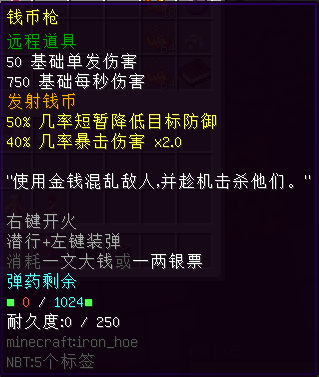 钱币枪
远程道具
50 基础单发伤害
750 基础每秒伤害
发射钱币
50% 几率短暂降低目标防御
40% 几率暴击伤害 x2.0
"使用金钱混乱敌人,并趁机击杀他们。"
右键开火
潜行+左键装弹
消耗一文大钱或一两银票
弹药剩余
■ 0 / 1024■
耐久度:0 / 250
minecraft:iron_hoe
NBT:5个标签